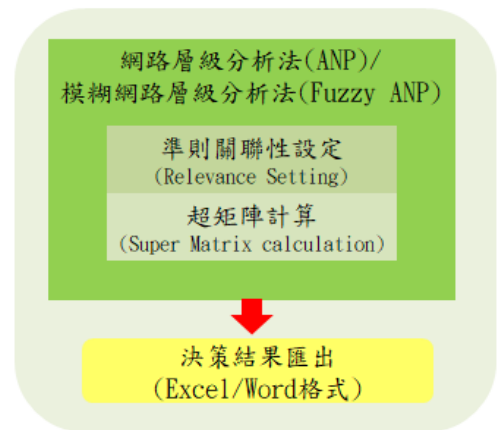 網路層級分析法(ANP)/
模糊網路層級分析法(Fuzzy ANP)
準則關聯性設定
(Relevance Setting)
超矩陣計算
(Super Matrix calculation)
決策結果匯出
(Excel/Word格式)